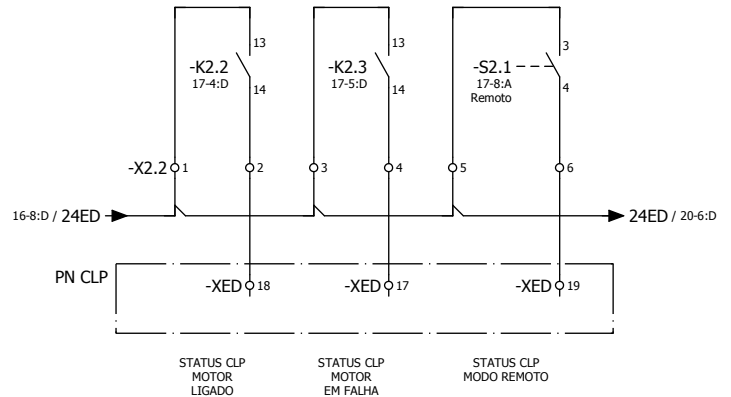 13
-K2.2
17-4:D
14
13
-K2.3
17-5:D
14
3
-S2.1
17-8:A
4
Remoto
-X2.2 1 2 3 4 5 6
16-8:D / 24ED
24ED / 20-6:D
PN CLP
-XED 18
-XED 17
-XED 19
STATUS CLP
MOTOR
LIGADO
STATUS CLP
MOTOR
EM FALHA
STATUS CLP
MODO REMOTO